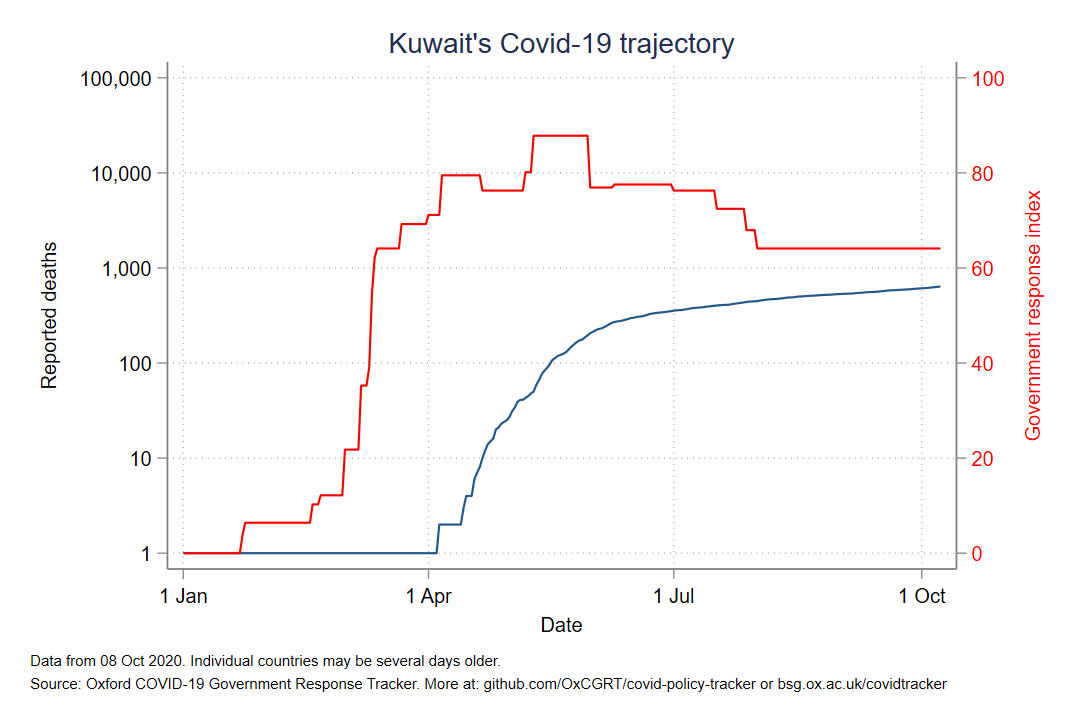 Kuwait's Covid-19 trajectory
100,000
10,000
1,000
100
10
1
Reported deaths
100
80
60
40
20
0
Government response index
1 Jan
1 Apr
1 Jul
1 Oct
Date
Data from 08 Oct 2020. Individual countries may be several days older.
Source: Oxford COVID-19 Government Response Tracker. More at: github.com/OxCGRT/covid-policy-tracker or bsg.ox.ac.uk/covidtracker